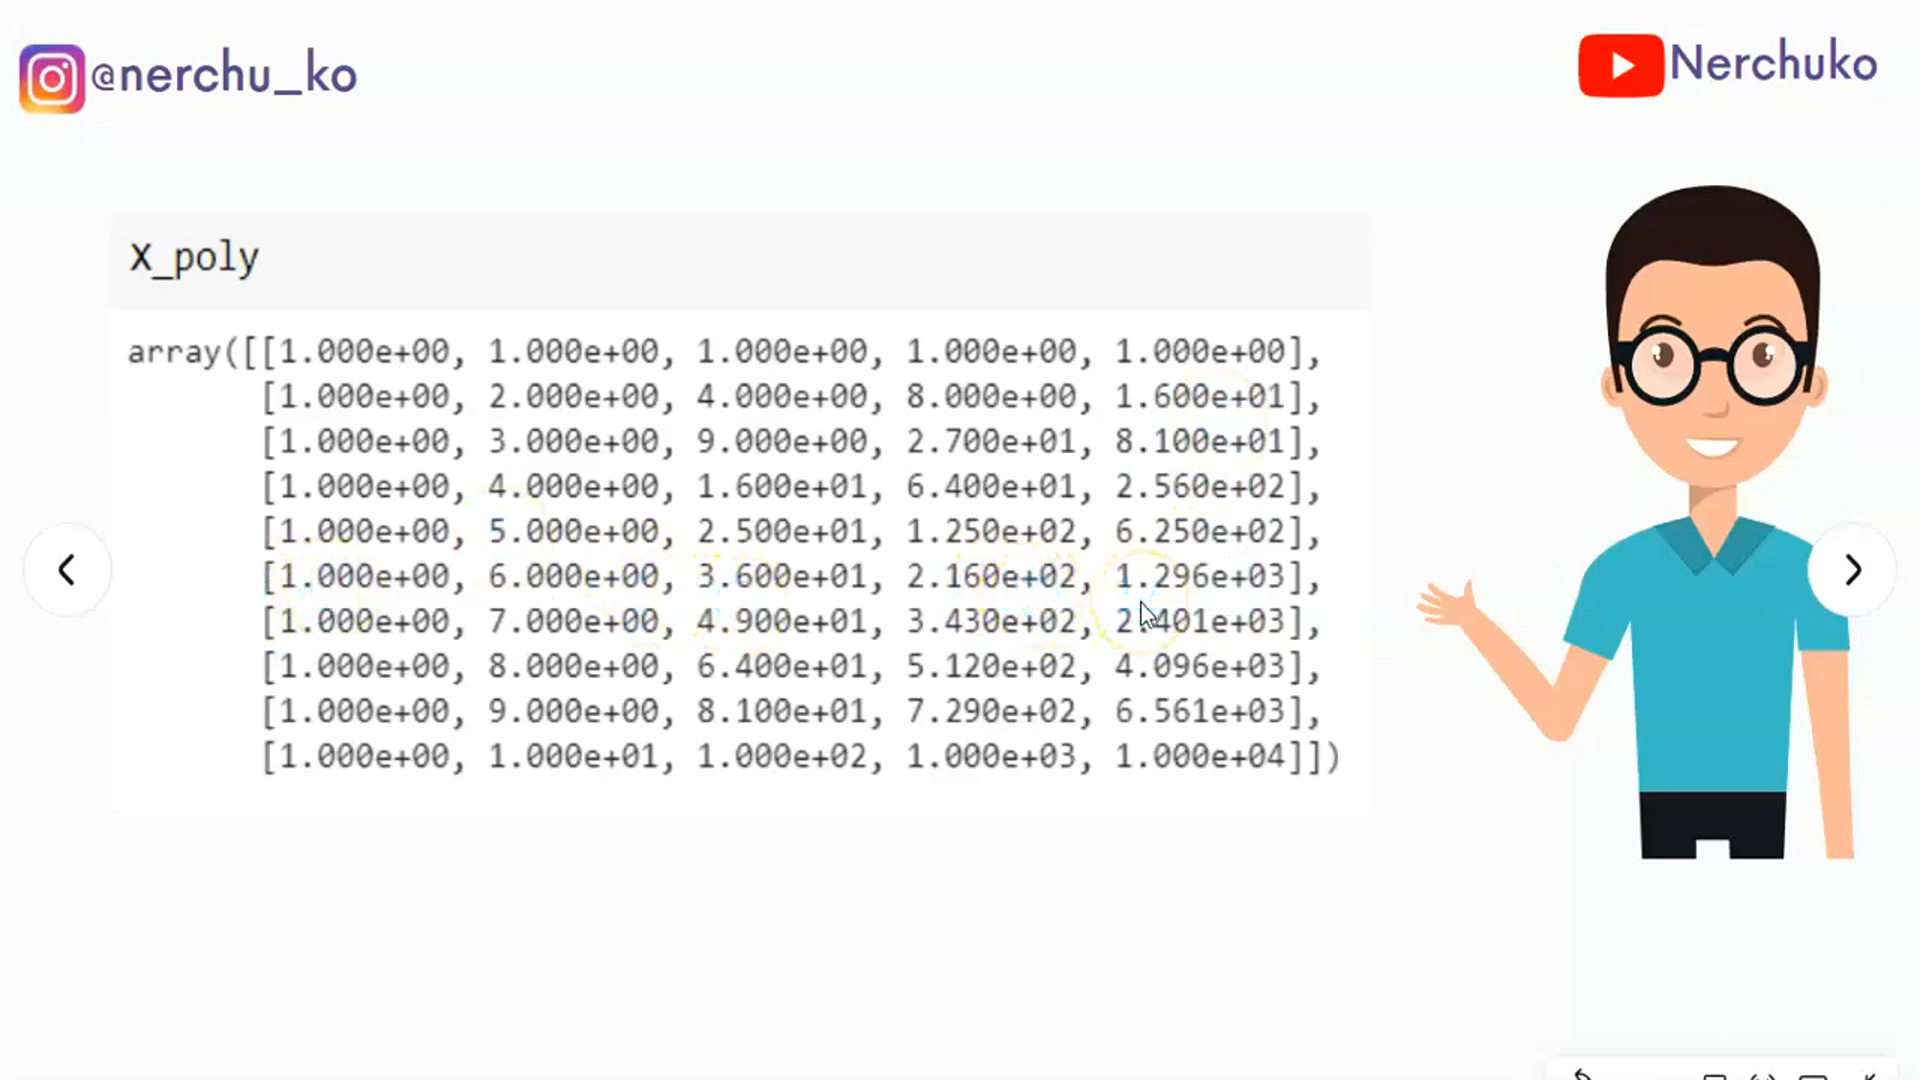 @nerchu_ko
Nerchuko
X_poly
array([[1.000e+00, 1.000e+00, 1.000e+00, 1.000e+00, 1.000e+00],
[1.000e+00, 2.000e+00, 4.000e+00, 8.000e+00, 1.600e+01],
[1.000e+00, 3.000e+00, 9.000e+00, 2.700e+01, 8.100e+01],
[1.000e+00, 4.000e+00, 1.600e+01, 6.400e+01, 2.560e+02],
[1.000e+00, 5.000e+00, 2.500e+01, 1.250e+02, 6.250e+02],
[1.000e+00, 6.000e+00, 3.600e+01, 2.160e+02, 1.296e+03],
[1.000e+00, 7.000e+00, 4.900e+01, 3.430e+02, 2.401e+03],
[1.000e+00, 8.000e+00, 6.400e+01, 5.120e+02, 4.096e+03],
[1.000e+00, 9.000e+00, 8.100e+01, 7.290e+02, 6.561e+03],
[1.000e+00, 1.000e+01, 1.000e+02, 1.000e+03, 1.000e+04]])